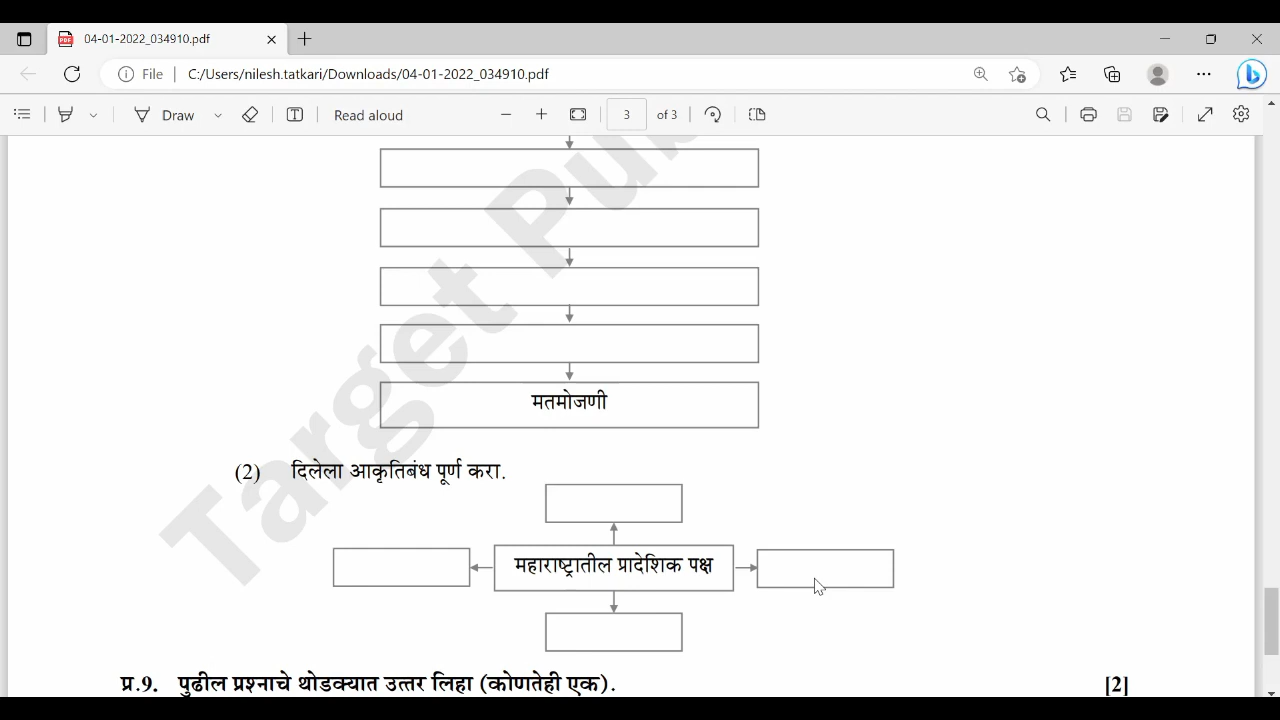 04-01-2022_034910.pdf
File
C:/Users/nilesh.tatkari/Downloads/04-01-2022_034910.pdf
Draw
Read aloud
3
of 3
Target Pub
मतमोजणी
(2) दिलेला आकृतिबंध पूर्ण करा.
महाराष्ट्रातील प्रादेशिक पक्ष
प्र.9. पुढील प्रश्नाचे थोडक्यात उत्तर लिहा (कोणतेही एक). [2]